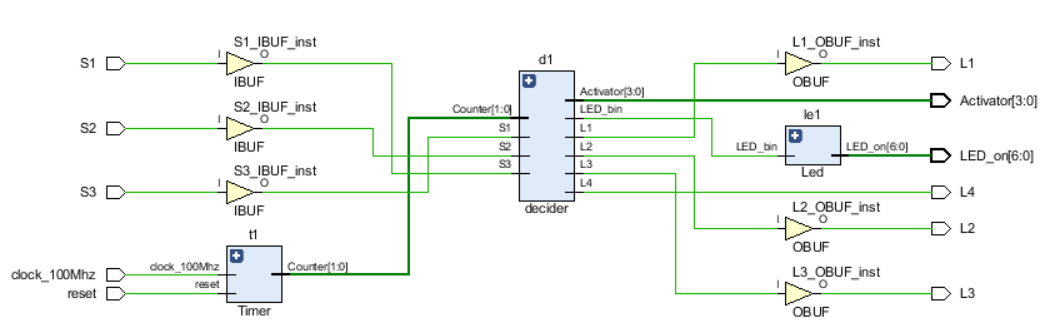 S1
I
S1_IBUF_inst
O
IBUF
S2
I
S2_IBUF_inst
O
IBUF
S3
I
S3_IBUF_inst
O
IBUF
clock_100Mhz
reset
t1
clock_100Mhz
reset
Counter[1:0]
Timer
d1
Counter[1:0]
S1
S2
S3
Activator[3:0]
LED_bin
L1
L2
L3
L4
decider
L1_OBUF_inst
I
O
OBUF
L1
Activator[3:0]
le1
LED_bin
LED_on[6:0]
Led
LED_on[6:0]
L4
L2_OBUF_inst
I
O
OBUF
L2
L3_OBUF_inst
I
O
OBUF
L3